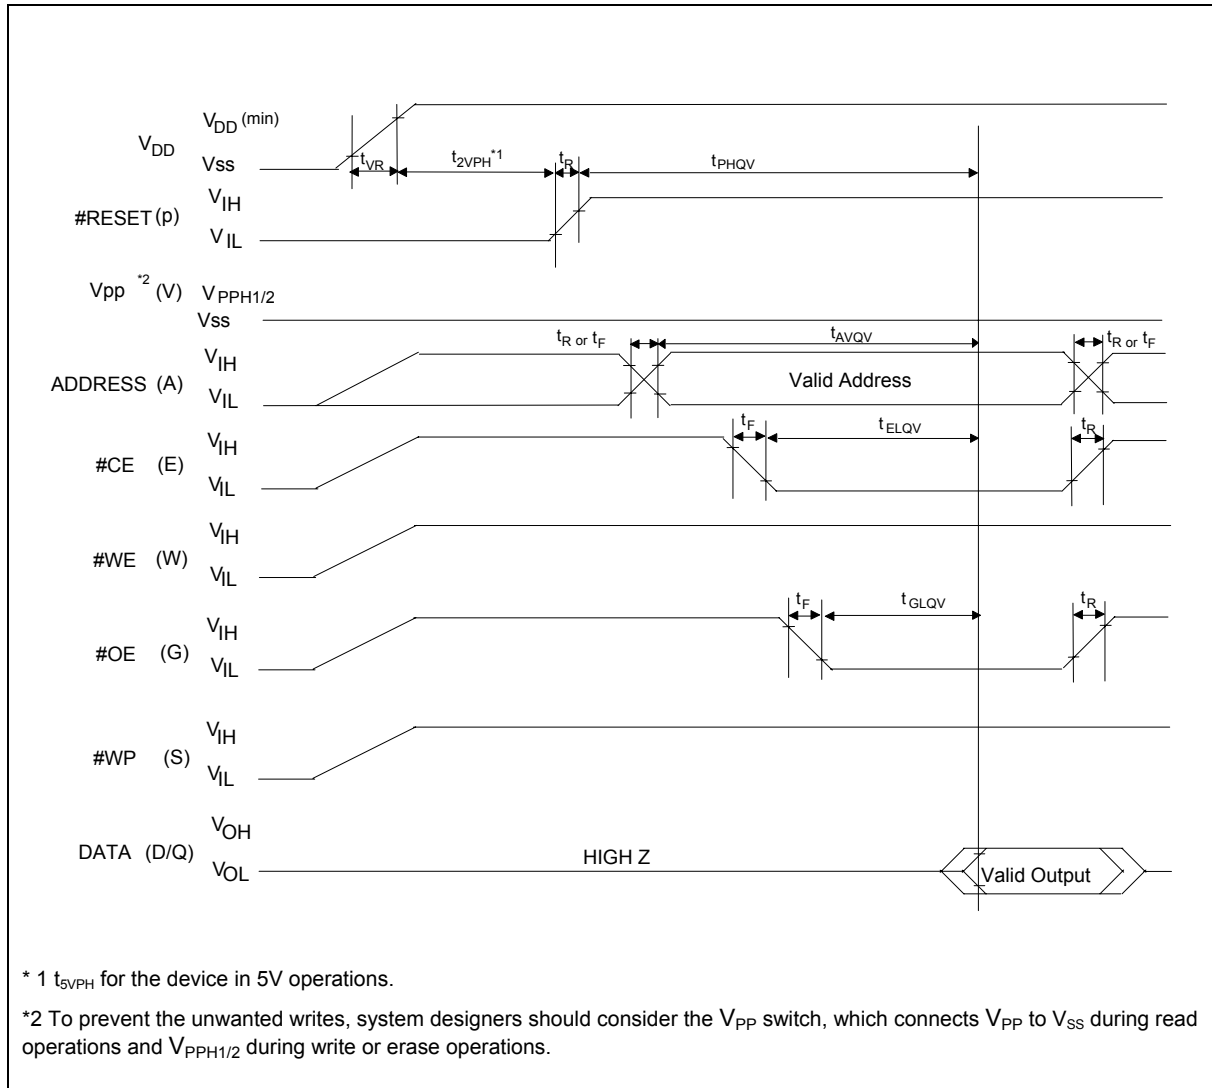 VDD VDD (min)
Vss
tVR t2VPH*1 tR tPHQV
#RESET (p) VIH
VIL
Vpp *2 (V) VPPH1/2
Vss
tR or tF tAVQV tR or tF
ADDRESS (A) VIH
VIL
Valid Address
tF tELQV tR
#CE (E) VIH
VIL
#WE (W) VIH
VIL
tF tGLQV tR
#OE (G) VIH
VIL
#WP (S) VIH
VIL
DATA (D/Q) VOH
VOL
HIGH Z
Valid Output
* 1 t5VPH for the device in 5V operations.
*2 To prevent the unwanted writes, system designers should consider the VPP switch, which connects VPP to VSS during read
operations and VPPH1/2 during write or erase operations.